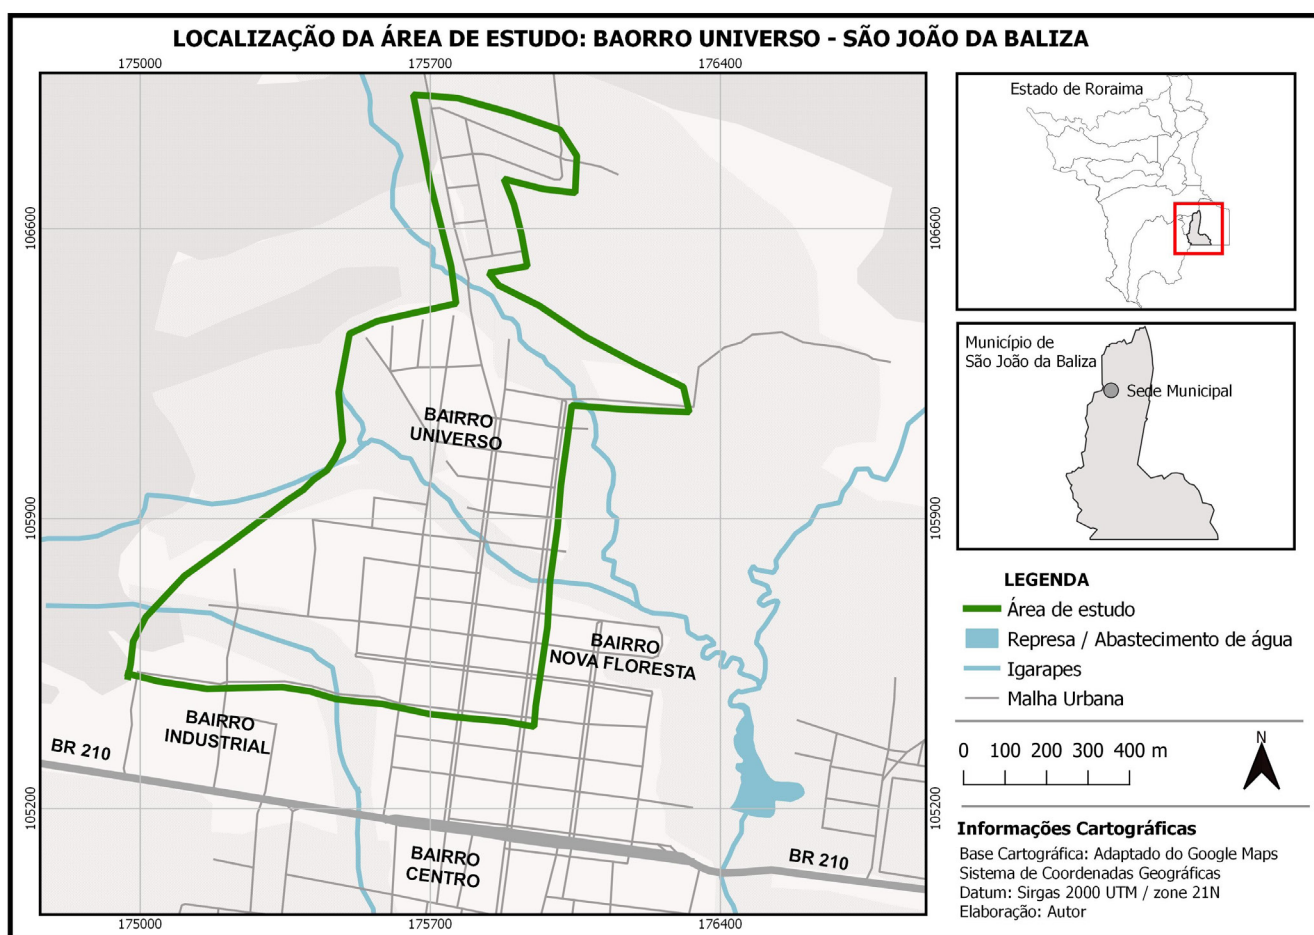 LOCALIZAÇÃO DA ÁREA DE ESTUDO: BAORRO UNIVERSO - SÃO JOÃO DA BALIZA
175000
175700
176400
106600
106600
105900
105900
105200
105200
BAIRRO
UNIVERSO
BAIRRO
NOVA FLORESTA
BAIRRO
INDUSTRIAL
BR 210
BAIRRO
CENTRO
BR 210
175000
175700
176400
Estado de Roraima
Município de
São João da Baliza
Sede Municipal
LEGENDA
Área de estudo
Represa / Abastecimento de água
Igarapes
Malha Urbana
0 100 200 300 400 m
N
Informações Cartográficas
Base Cartográfica: Adaptado do Google Maps
Sistema de Coordenadas Geográficas
Datum: Sirgas 2000 UTM / zone 21N
Elaboração: Autor